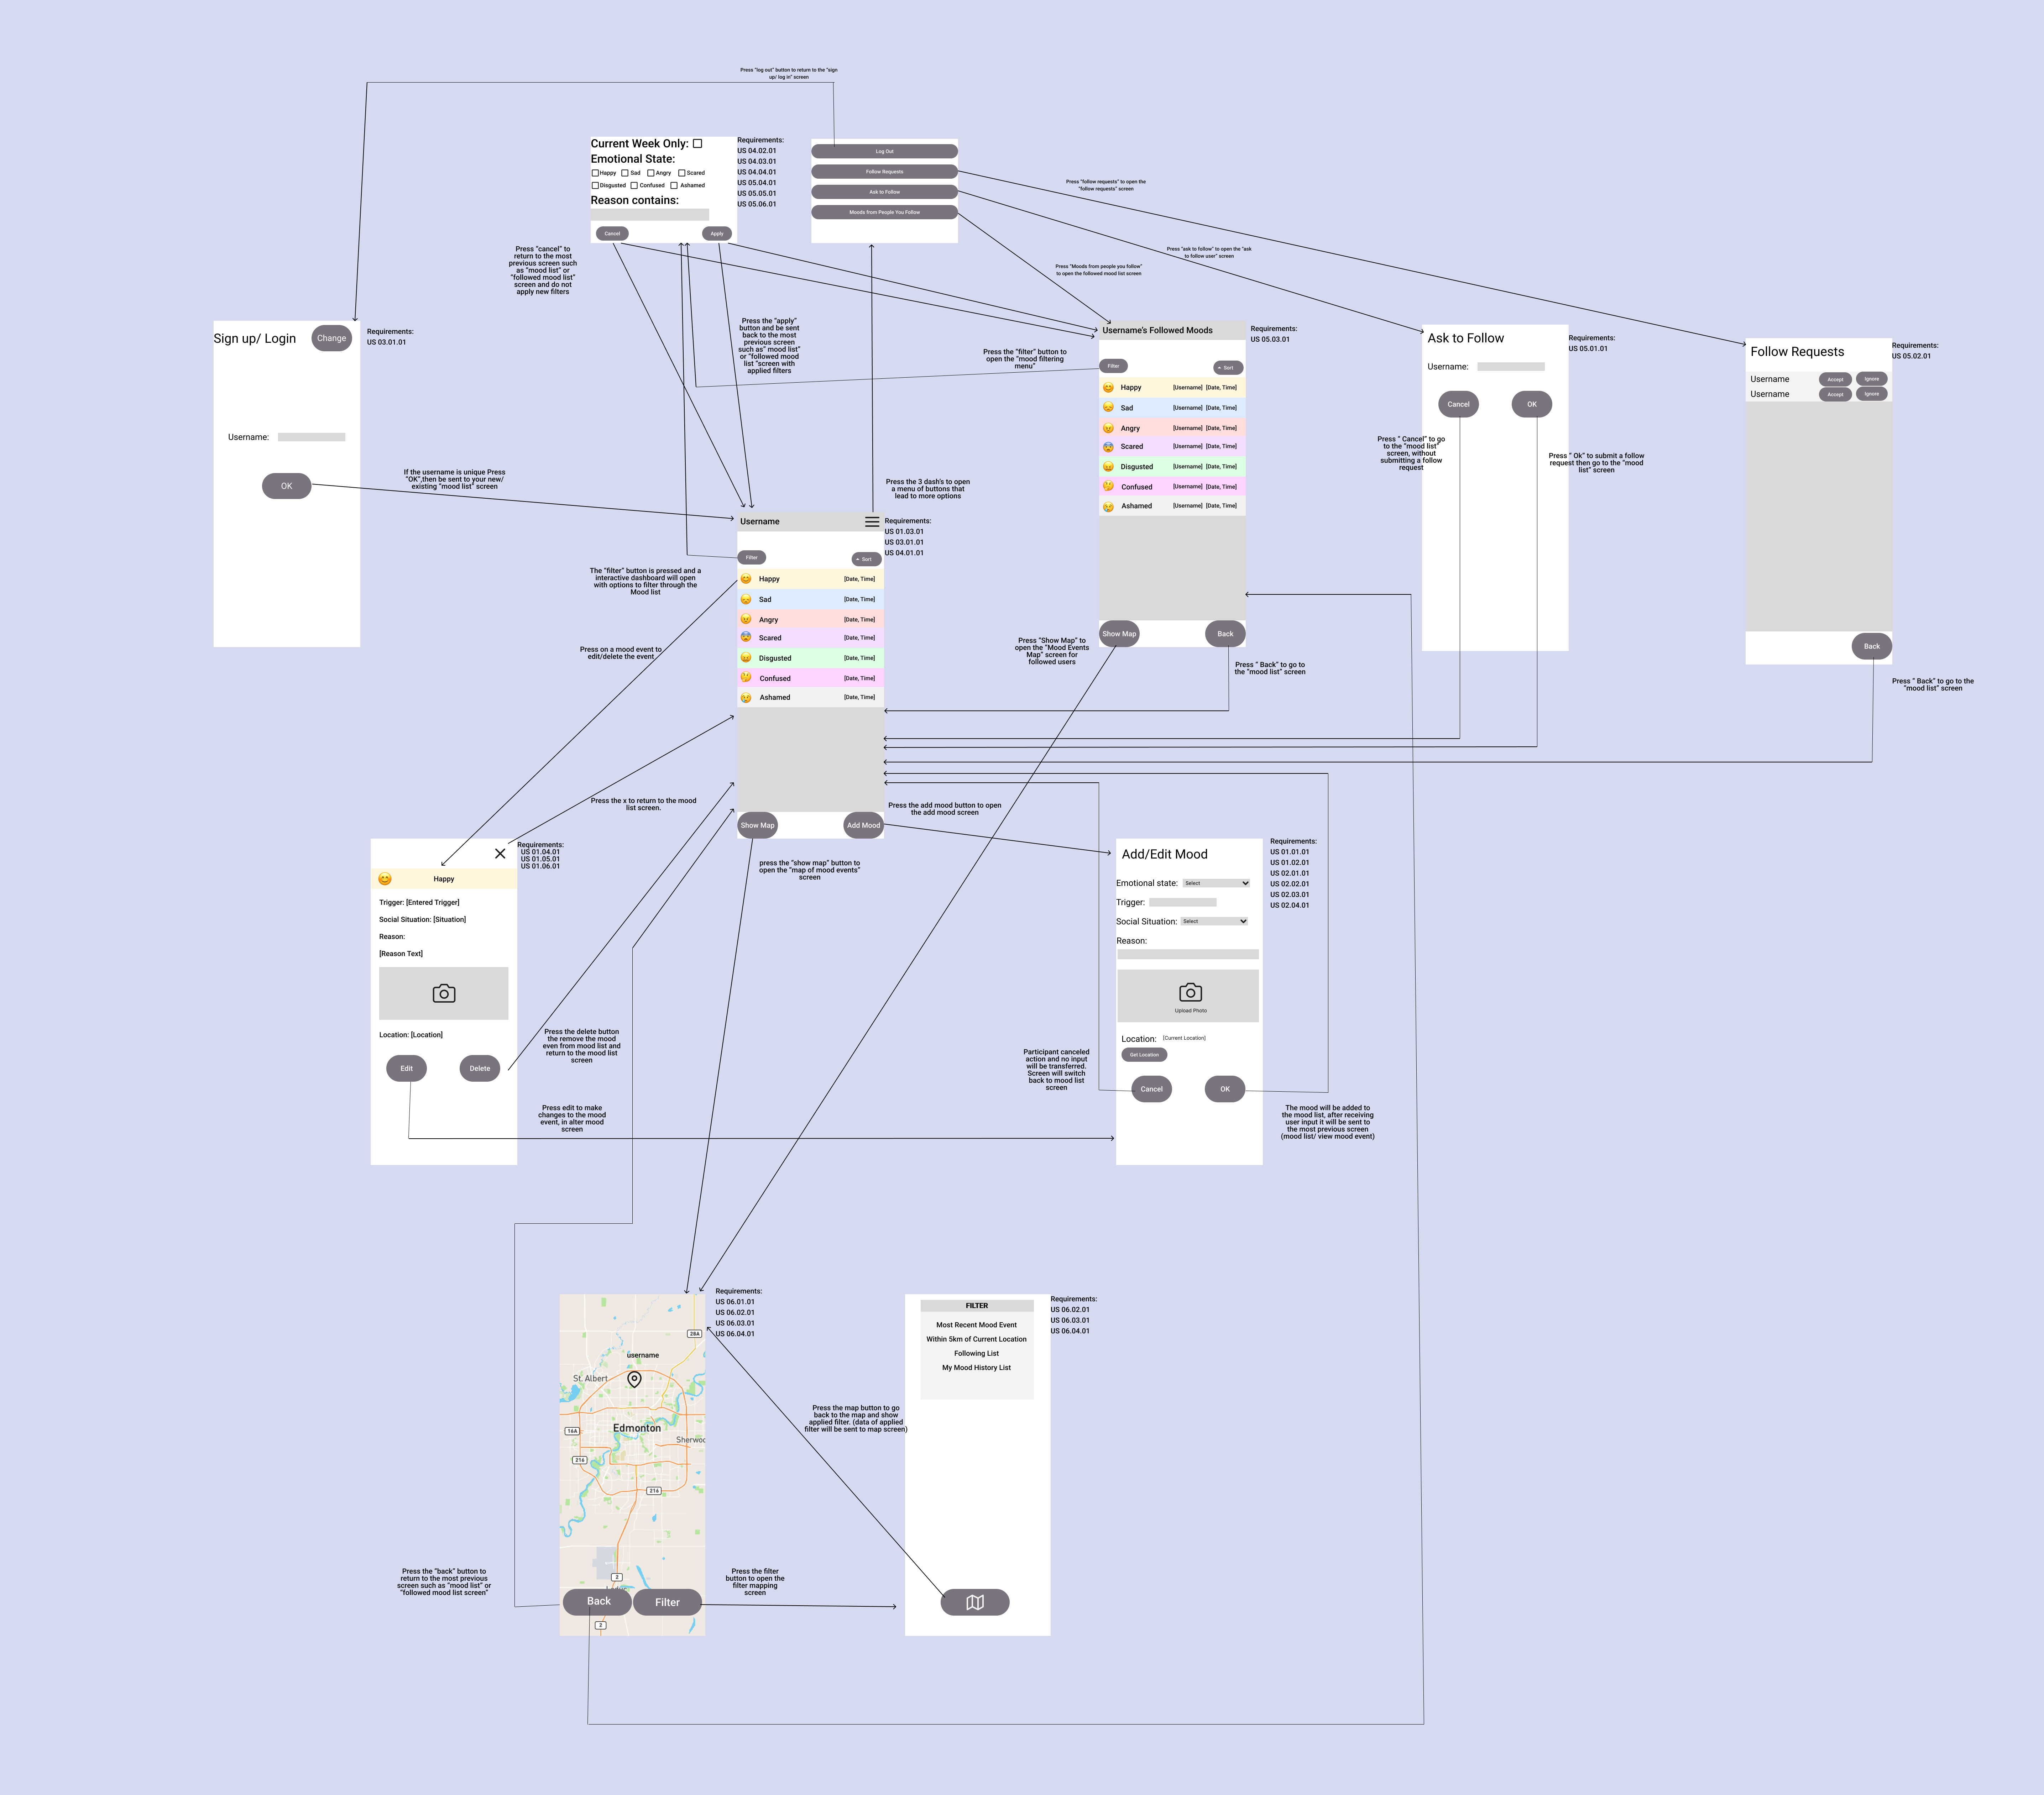 Press "log out" button to return to the "sign
up/ log in" screen
Current Week Only:
Emotional State:
Happy Sad Angry Scared
Disgusted Confused Ashamed
Reason contains:
Cancel Apply
Requirements:
US 04.02.01
US 04.03.01
US 04.04.01
US 05.04.01
US 05.05.01
US 05.06.01
Log Out
Follow Requests
Ask to Follow
Moods from People You Follow
Press "follow requests" to open the
"follow requests" screen
Press "ask to follow" to open the "ask
to follow user" screen
Press "Moods from people you follow"
to open the followed mood list screen
Press "cancel" to
return to the most
previous screen such
as "mood list" or
"followed mood list"
screen and do not
apply new filters
Press the "apply"
button and be sent
back to the most
previous screen
such as" mood list"
or "followed mood
list "screen with
applied filters
Press the "filter" button to
open the "mood filtering
menu"
Sign up/ Login Change
Username:
OK
Requirements:
US 03.01.01
If the username is unique Press
"OK",then be sent to your new/
existing "mood list" screen
Username's Followed Moods
Filter Sort
Happy [Username] [Date, Time]
Sad [Username] [Date, Time]
Angry [Username] [Date, Time]
Scared [Username] [Date, Time]
Disgusted [Username] [Date, Time]
Confused [Username] [Date, Time]
Ashamed [Username] [Date, Time]
Show Map Back
Requirements:
US 05.03.01
Ask to Follow
Username:
Cancel OK
Requirements:
US 05.01.01
Press " Cancel" to go
to the "mood list"
screen, without
submitting a follow
request
Press " Ok" to submit a follow
request then go to the "mood
list" screen
Follow Requests
Username Accept Ignore
Username Accept Ignore
Back
Requirements:
US 05.02.01
Press " Back" to go to the
"mood list" screen
Press the 3 dash's to open
a menu of buttons that
lead to more options
Username
Filter Sort
Happy [Date, Time]
Sad [Date, Time]
Angry [Date, Time]
Scared [Date, Time]
Disgusted [Date, Time]
Confused [Date, Time]
Ashamed [Date, Time]
Show Map Add Mood
Requirements:
US 01.03.01
US 03.01.01
US 04.01.01
The "filter" button is pressed and a
interactive dashboard will open
with options to filter through the
Mood list
Press on a mood event to
edit/delete the event
Press "Show Map" to
open the "Mood Events
Map" screen for
followed users
Press " Back" to go to
the "mood list" screen
Press the x to return to the mood
list screen.
Press the add mood button to open
the add mood screen
press the "show map" button to
open the "map of mood events"
screen
Happy
Trigger: [Entered Trigger]
Social Situation: [Situation]
Reason:
[Reason Text]
Location: [Location]
Edit Delete
Requirements:
US 01.04.01
US 01.05.01
US 01.06.01
Press the delete button
the remove the mood
even from mood list and
return to the mood list
screen
Press edit to make
changes to the mood
event, in alter mood
screen
Add/Edit Mood
Emotional state: Select
Trigger:
Social Situation: Select
Reason:
Upload Photo
Location: [Current Location]
Get Location
Cancel OK
Requirements:
US 01.01.01
US 01.02.01
US 02.01.01
US 02.02.01
US 02.03.01
US 02.04.01
Participant canceled
action and no input
will be transferred.
Screen will switch
back to mood list
screen
The mood will be added to
the mood list, after receiving
user input it will be sent to
the most previous screen
(mood list/ view mood event)
28A
username
St. Albert
Edmonton
16A
Sherwoo
216
216
2
Back Filter
2
Requirements:
US 06.01.01
US 06.02.01
US 06.03.01
US 06.04.01
FILTER
Most Recent Mood Event
Within 5km of Current Location
Following List
My Mood History List
Requirements:
US 06.02.01
US 06.03.01
US 06.04.01
Press the map button to go
back to the map and show
applied filter. (data of applied
filter will be sent to map screen)
Press the "back" button to
return to the most previous
screen such as "mood list" or
"followed mood list screen"
Press the filter
button to open the
filter mapping
screen